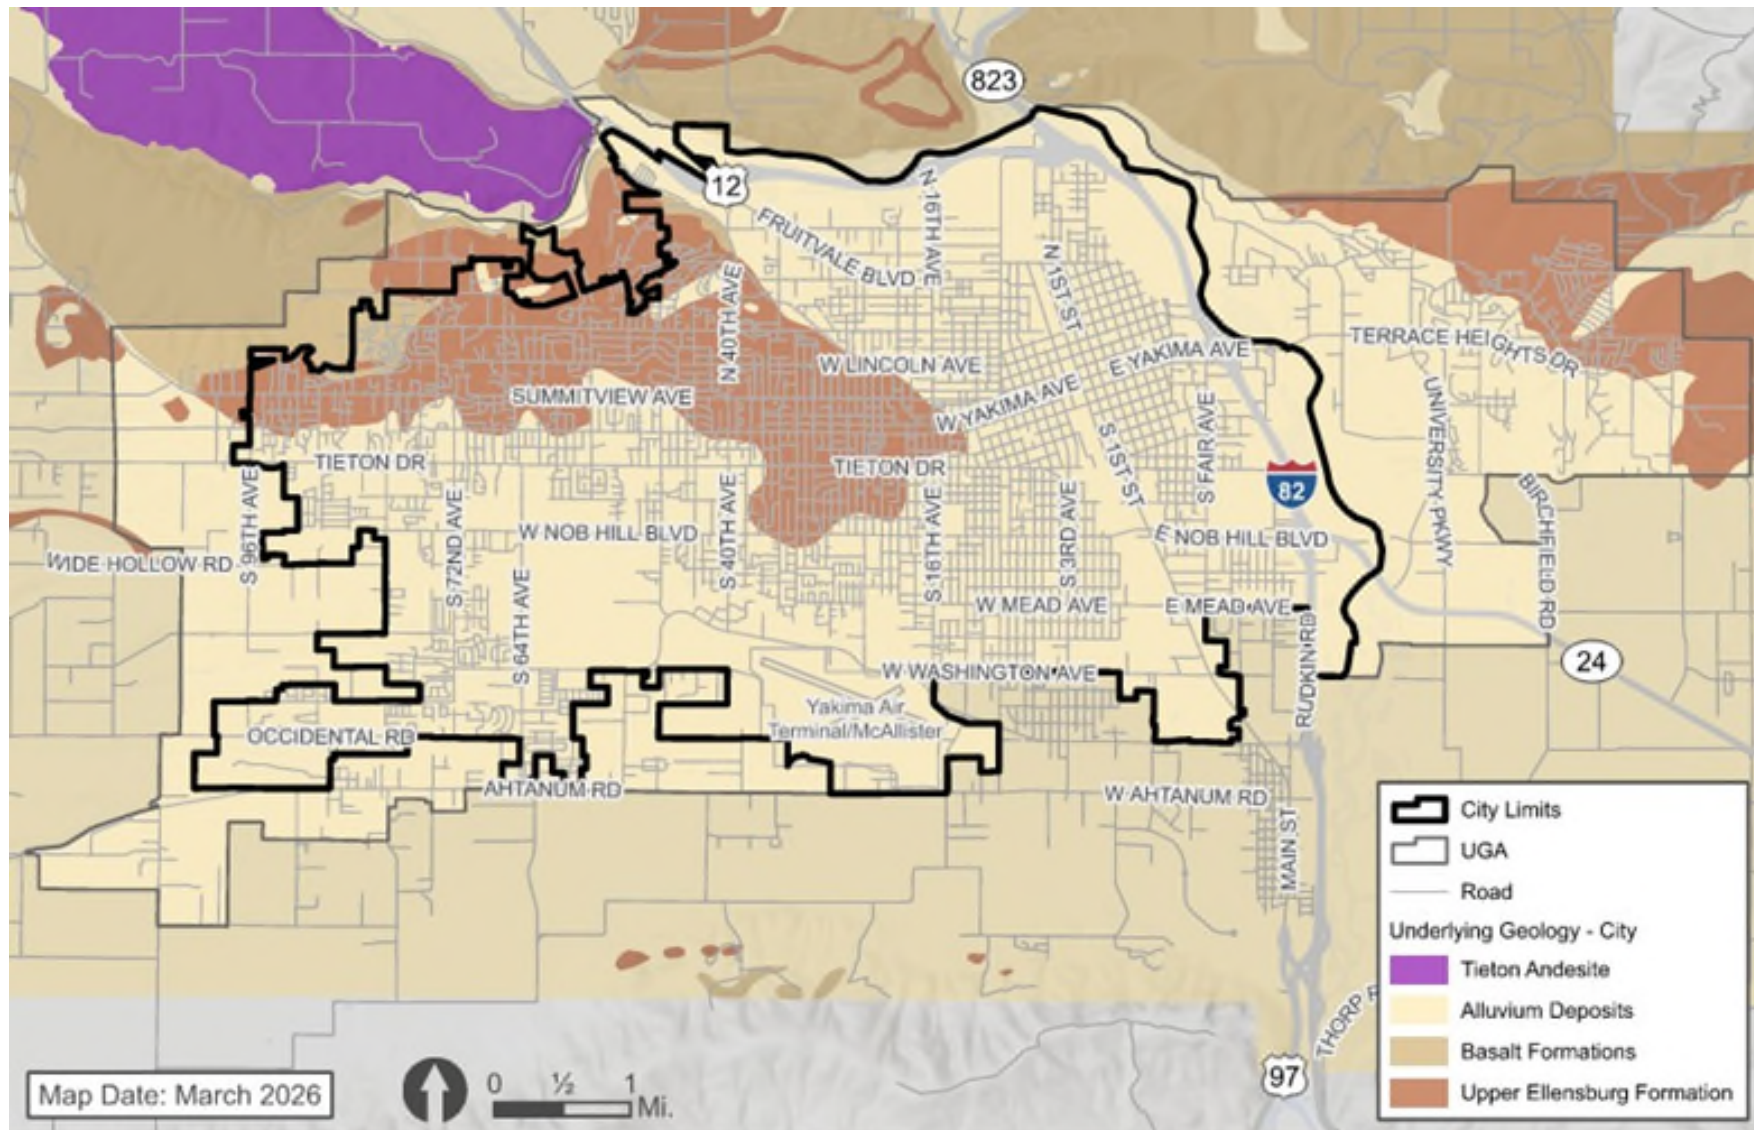 823
12
FRUITVALE BLVD
N 16TH AVE
N 1ST ST
N 40TH AVE
W LINCOLN AVE
E YAKIMA AVE
TERRACE HEIGHTS DR
SUMMITVIEW AVE
W YAKIMA AVE
S FAIR AVE
UNIVERSITY PKWY
TIETON DR
TIETON DR
S 1ST ST
82
S 96TH AVE
S 72ND AVE
W NOB HILL BLVD
S 40TH AVE
S 16TH AVE
S 3RD AVE
E NOB HILL BLVD
BIRCHFIELD RD
WIDE HOLLOW RD
S 64TH AVE
W MEAD AVE
E MEAD AVE
RUDKIN RD
24
W WASHINGTON AVE
Yakima Air
Terminal/McAllister
OCCIDENTAL RD
AHTANUM RD
W AHTANUM RD
MAIN ST
THORP R
97
City Limits
UGA
Road
Underlying Geology - City
Tieton Andesite
Alluvium Deposits
Basalt Formations
Upper Ellensburg Formation
Map Date: March 2026
0 ½ 1
Mi.